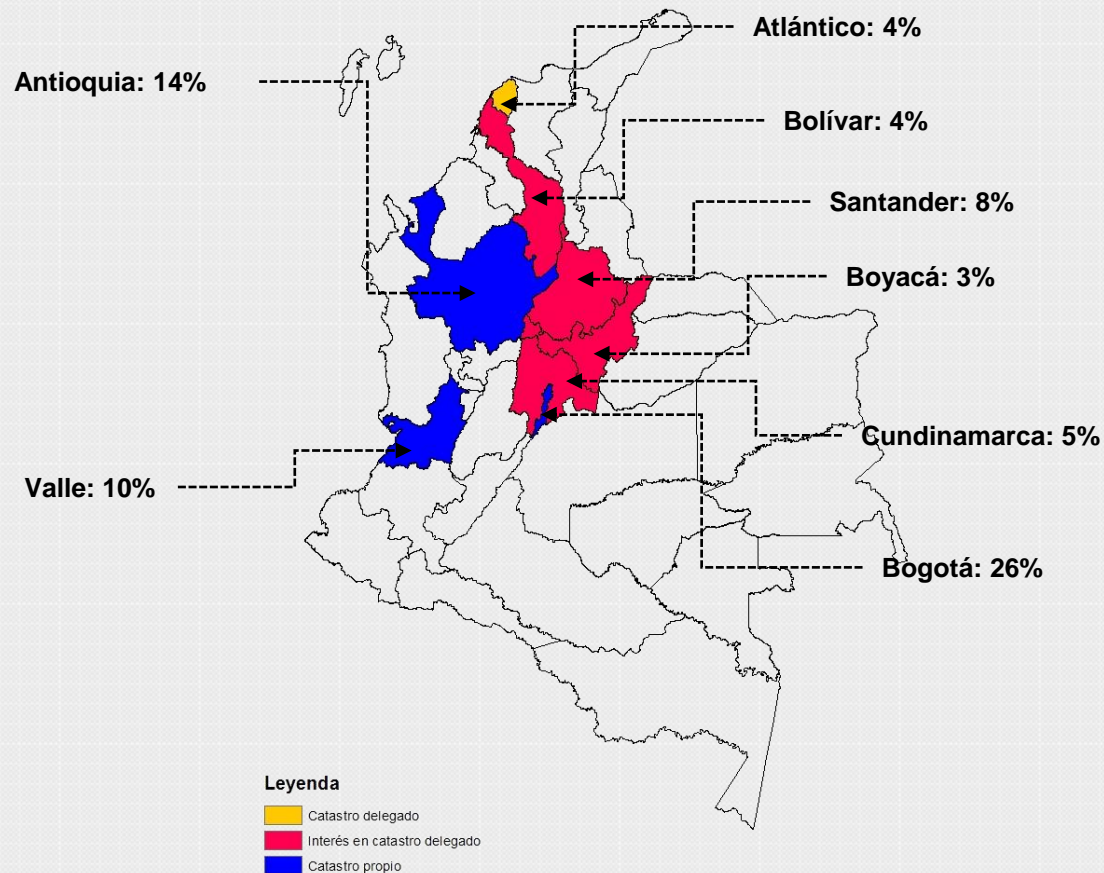 Atlántico: 4%
Antioquia: 14%
Bolívar: 4%
Santander: 8%
Boyacá: 3%
Cundinamarca: 5%
Valle: 10%
Bogotá: 26%
Leyenda
Catastro delegado
Interés en catastro delegado
Catastro propio